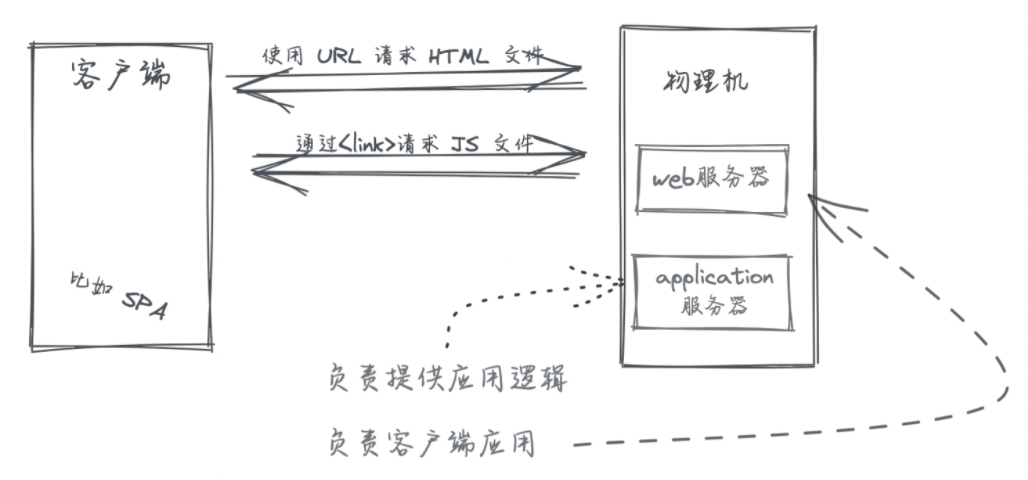 客户端
使用 URL 请求 HTML 文件
通过<link>请求 JS 文件
比如 SPA
物理机
web服务器
application
服务器
负责提供应用逻辑
负责客户端应用